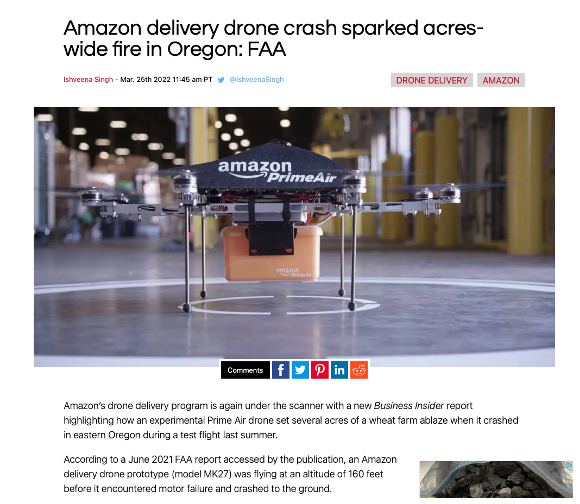 Amazon delivery drone crash sparked acres-
wide fire in Oregon: FAA
Ishveena Singh - Mar. 25th 2022 11:45 am PT @IshveenaSingh
DRONE DELIVERY AMAZON
amazon
PrimeAir
amazon
PrimeAir
Comments
Amazon's drone delivery program is again under the scanner with a new Business Insider report
highlighting how an experimental Prime Air drone set several acres of a wheat farm ablaze when it crashed
in eastern Oregon during a test flight last summer.
According to a June 2021 FAA report accessed by the publication, an Amazon
delivery drone prototype (model MK27) was flying at an altitude of 160 feet
before it encountered motor failure and crashed to the ground.